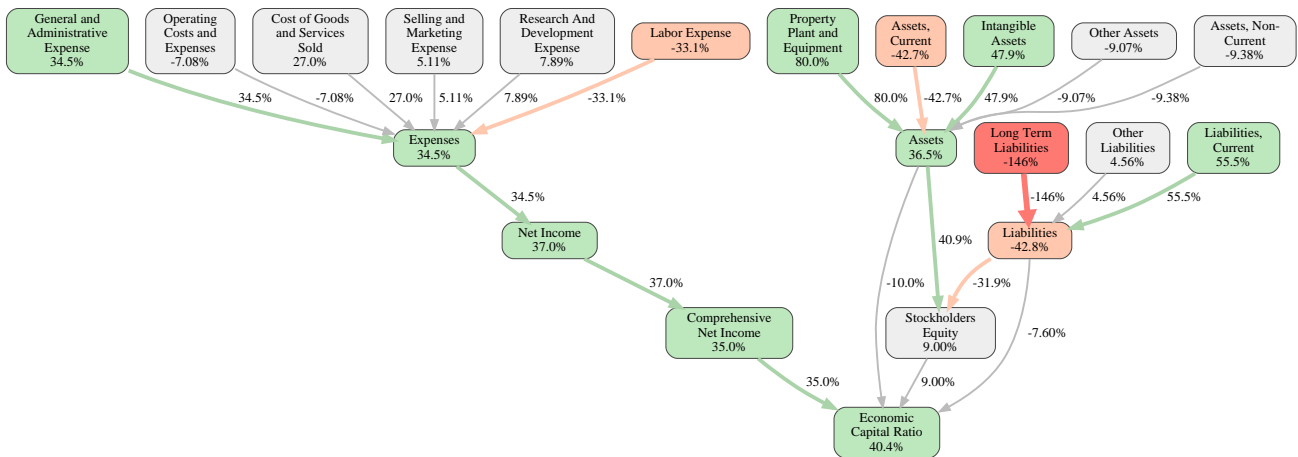 General and
Administrative
Expense
34.5%
Operating
Costs and
Expenses
-7.08%
Cost of Goods
and Services
Sold
27.0%
Selling and
Marketing
Expense
5.11%
Research And
Development
Expense
7.89%
Labor Expense
-33.1%
Property
Plant and
Equipment
80.0%
Assets,
Current
-42.7%
Intangible
Assets
47.9%
Other Assets
-9.07%
Assets, Non-
Current
-9.38%
34.5%
-7.08%
27.0%
5.11%
7.89%
-33.1%
80.0%
-42.7%
47.9%
-9.07%
-9.38%
Expenses
34.5%
Assets
36.5%
Long Term
Liabilities
-146%
Other
Liabilities
4.56%
Liabilities,
Current
55.5%
34.5%
-146%
4.56%
55.5%
Net Income
37.0%
40.9%
Liabilities
-42.8%
37.0%
-10.0%
-31.9%
Comprehensive
Net Income
35.0%
Stockholders
Equity
9.00%
-7.60%
35.0%
9.00%
Economic
Capital Ratio
40.4%